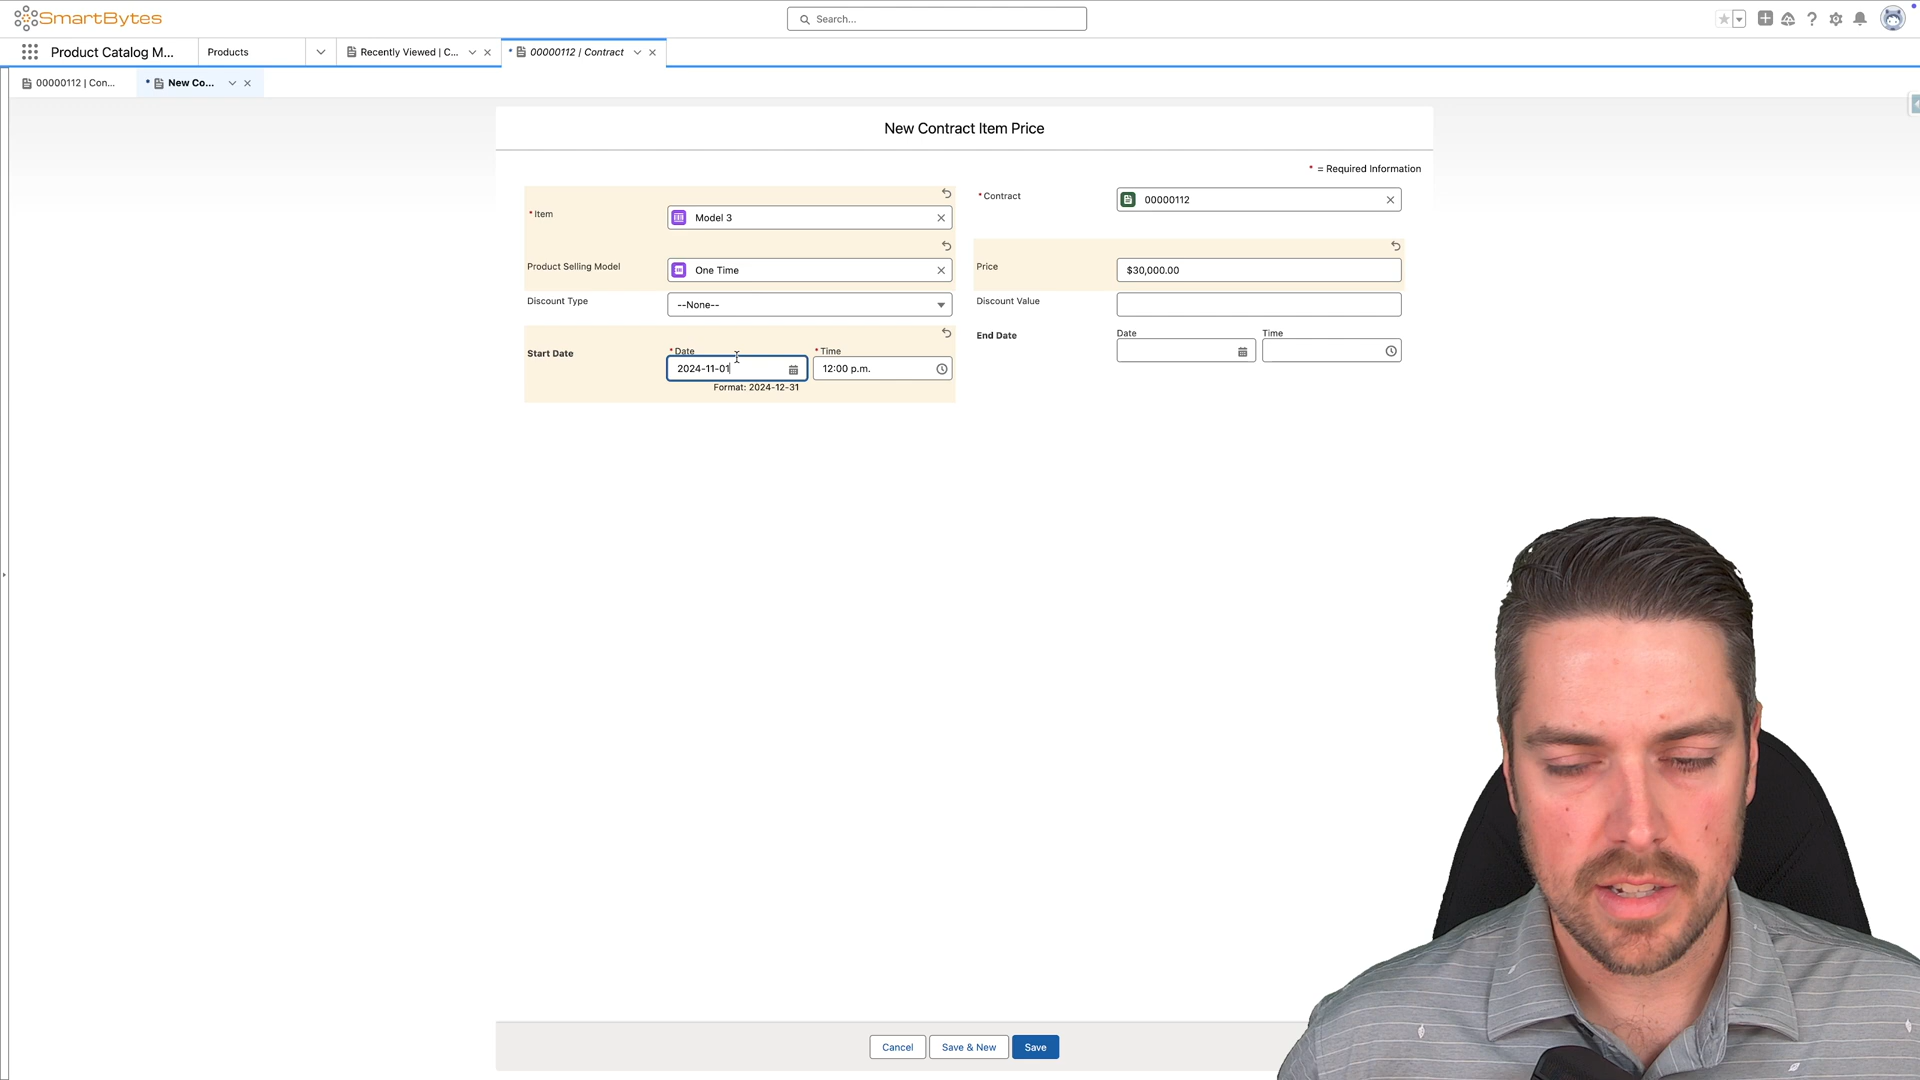 SmartBytes
Search...
Product Catalog M...
Products
Recently Viewed | C...
* 00000112 | Contract
00000112 | Con...
* New Co...
New Contract Item Price
* = Required Information
* Item
Model 3
* Contract
00000112
Product Selling Model
One Time
Price
$30,000.00
Discount Type
--None--
Discount Value
Start Date
* Date
2024-11-01
Format: 2024-12-31
* Time
12:00 p.m.
End Date
Date
Time
Cancel
Save & New
Save